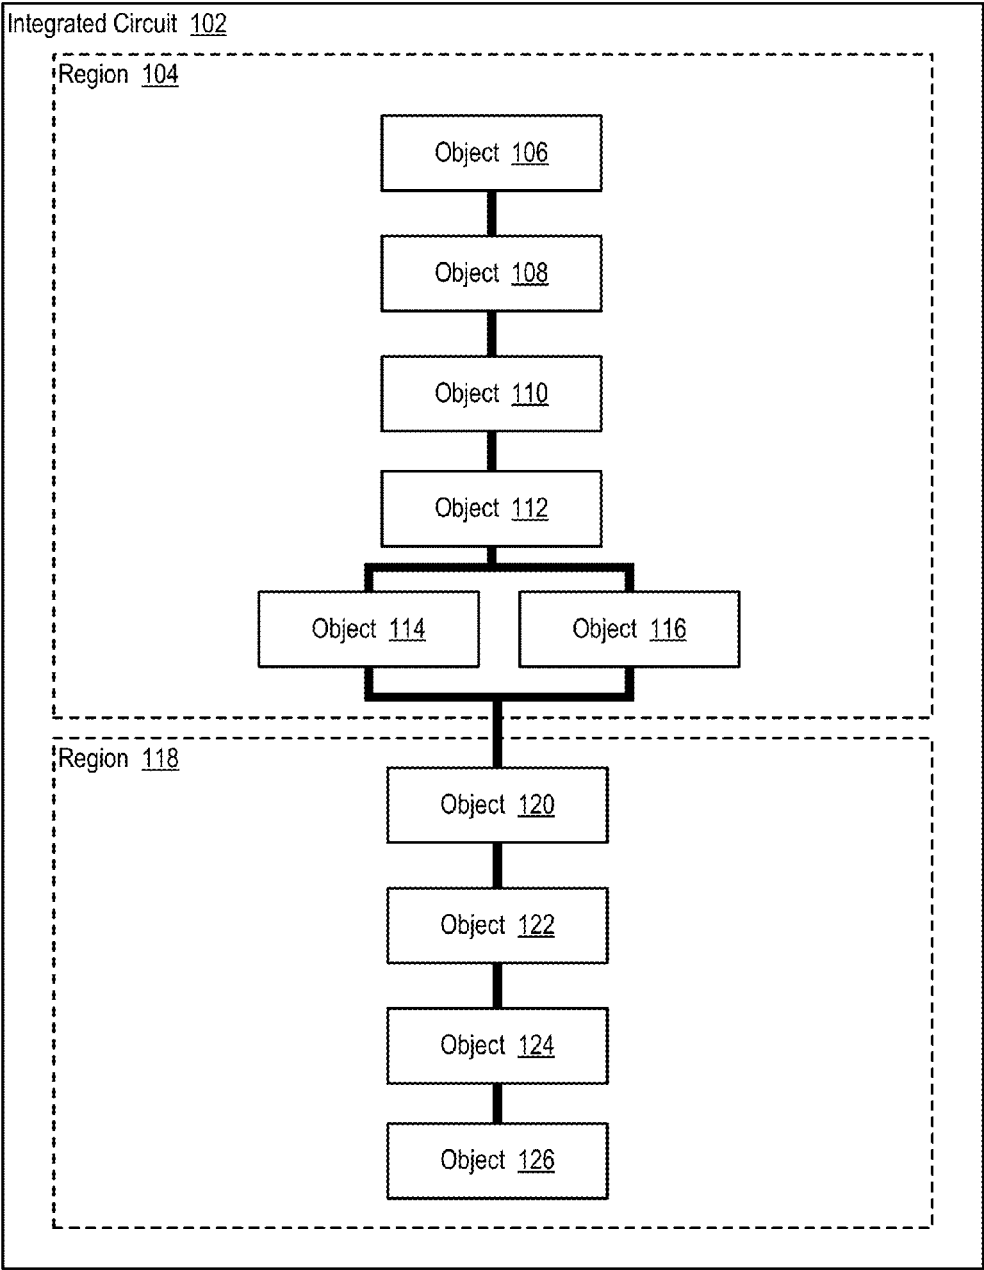 Integrated Circuit 102
Region 104
Object 106
Object 108
Object 110
Object 112
Object 114
Object 116
Region 118
Object 120
Object 122
Object 124
Object 126